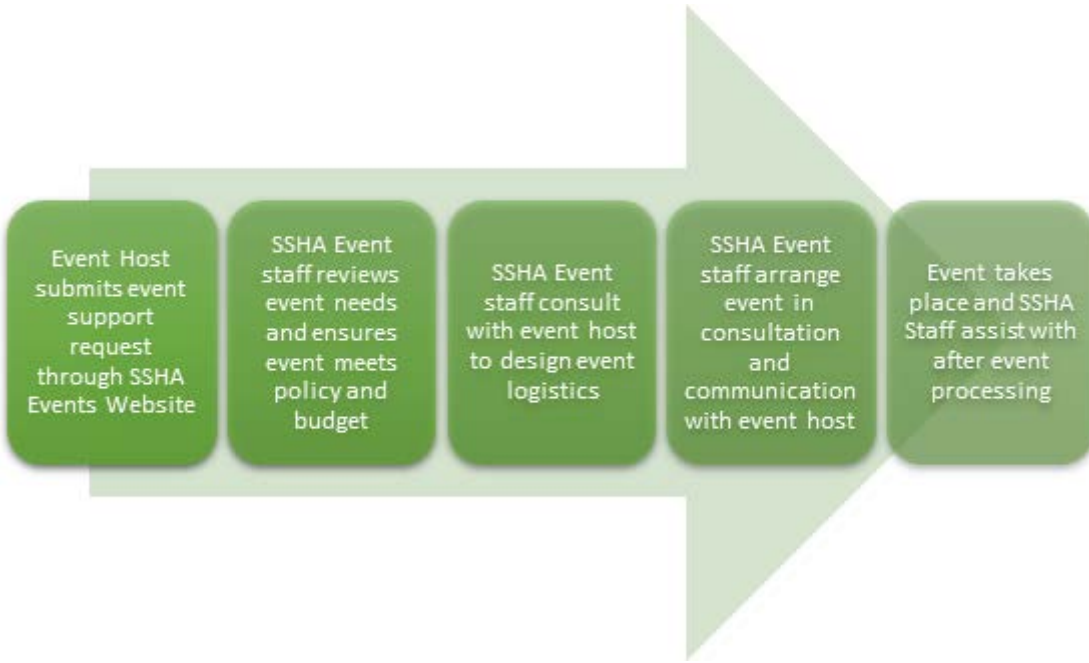 Event Host
submits event
support
request
through SSHA
Events Website
SSHA Event
staff reviews
event needs
and ensures
event meets
policy and
budget
SSHA Event
staff consult
with event host
to design event
logistics
SSHA Event
staff arrange
event in
consultation
and
communication
with event host
Event takes
place and SSHA
Staff assist with
after event
processing